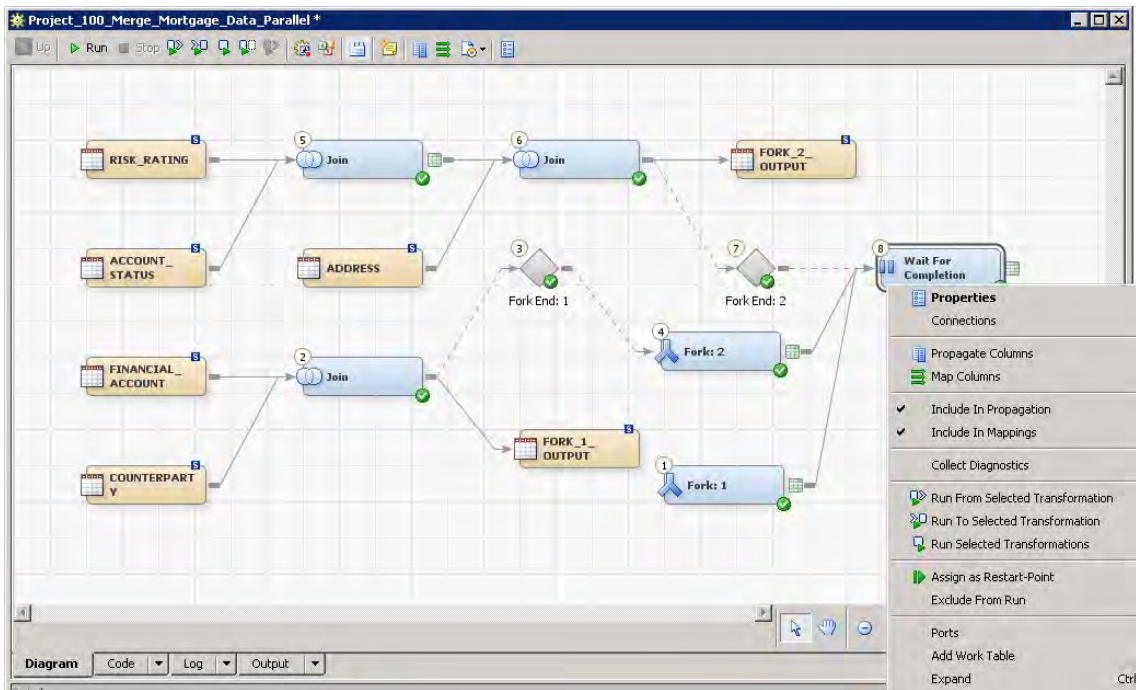 Project_100_Merge_Mortgage_Data_Parallel *
Up Run Stop
5
6
S
RISK_RATING
Join
Join
S
FORK_2_
OUTPUT
S
ACCOUNT_
STATUS
S
ADDRESS
3
Fork End: 1
7
Fork End: 2
8
Wait For
Completion
S
FINANCIAL_
ACCOUNT
2
Join
4
Fork: 2
S
FORK_1_
OUTPUT
S
COUNTERPART
Y
1
Fork: 1
Properties
Connections
Propagate Columns
Map Columns
Include In Propagation
Include In Mappings
Collect Diagnostics
Run From Selected Transformation
Run To Selected Transformation
Run Selected Transformations
Assign as Restart-Point
Exclude From Run
Ports
Add Work Table
Expand Ctrl
Diagram Code Log Output